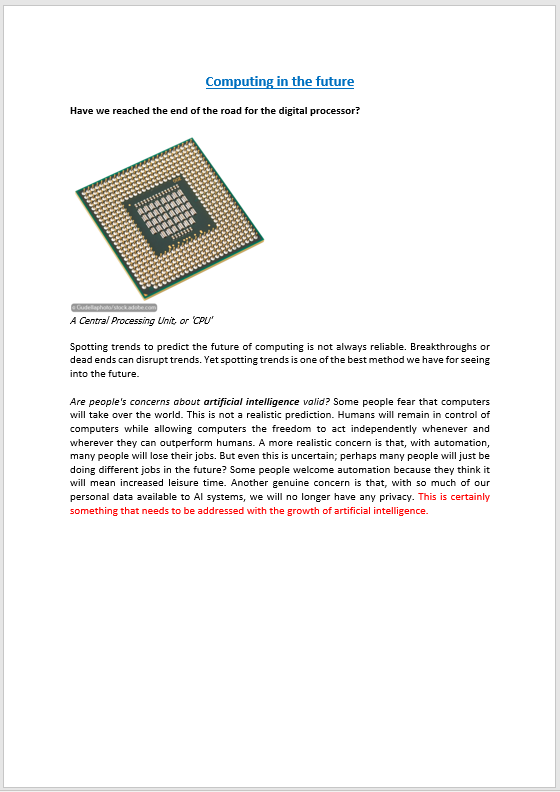 Computing in the future
Have we reached the end of the road for the digital processor?
© Oudellaphoto/stock.adobe.com
A Central Processing Unit, or 'CPU'
Spotting trends to predict the future of computing is not always reliable. Breakthroughs or
dead ends can disrupt trends. Yet spotting trends is one of the best method we have for seeing
into the future.
Are people's concerns about artificial intelligence valid? Some people fear that computers
will take over the world. This is not a realistic prediction. Humans will remain in control of
computers while allowing computers the freedom to act independently whenever and
wherever they can outperform humans. A more realistic concern is that, with automation,
many people will lose their jobs. But even this is uncertain; perhaps many people will just be
doing different jobs in the future? Some people welcome automation because they think it
will mean increased leisure time. Another genuine concern is that, with so much of our
personal data available to AI systems, we will no longer have any privacy. This is certainly
something that needs to be addressed with the growth of artificial intelligence.